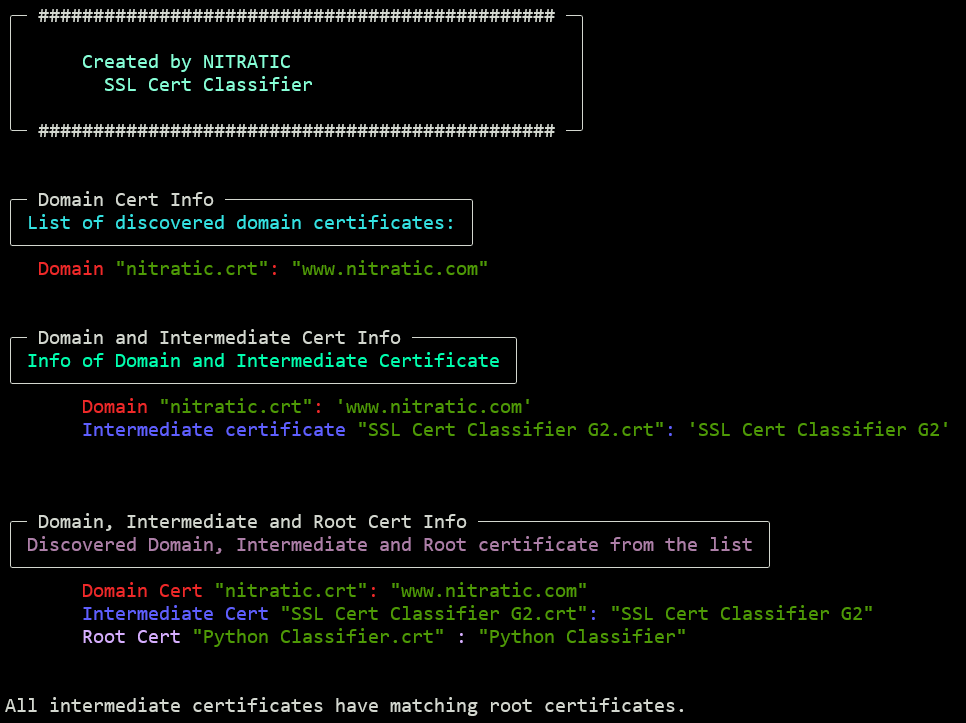 ###############################################
Created by NITRATIC
SSL Cert Classifier
###############################################
Domain Cert Info
List of discovered domain certificates:
Domain "nitratic.crt": "www.nitratic.com"
Domain and Intermediate Cert Info
Info of Domain and Intermediate Certificate
Domain "nitratic.crt": 'www.nitratic.com'
Intermediate certificate "SSL Cert Classifier G2.crt": 'SSL Cert Classifier G2'
Domain, Intermediate and Root Cert Info
Discovered Domain, Intermediate and Root certificate from the list
Domain Cert "nitratic.crt": "www.nitratic.com"
Intermediate Cert "SSL Cert Classifier G2.crt": "SSL Cert Classifier G2"
Root Cert "Python Classifier.crt" : "Python Classifier"
All intermediate certificates have matching root certificates.